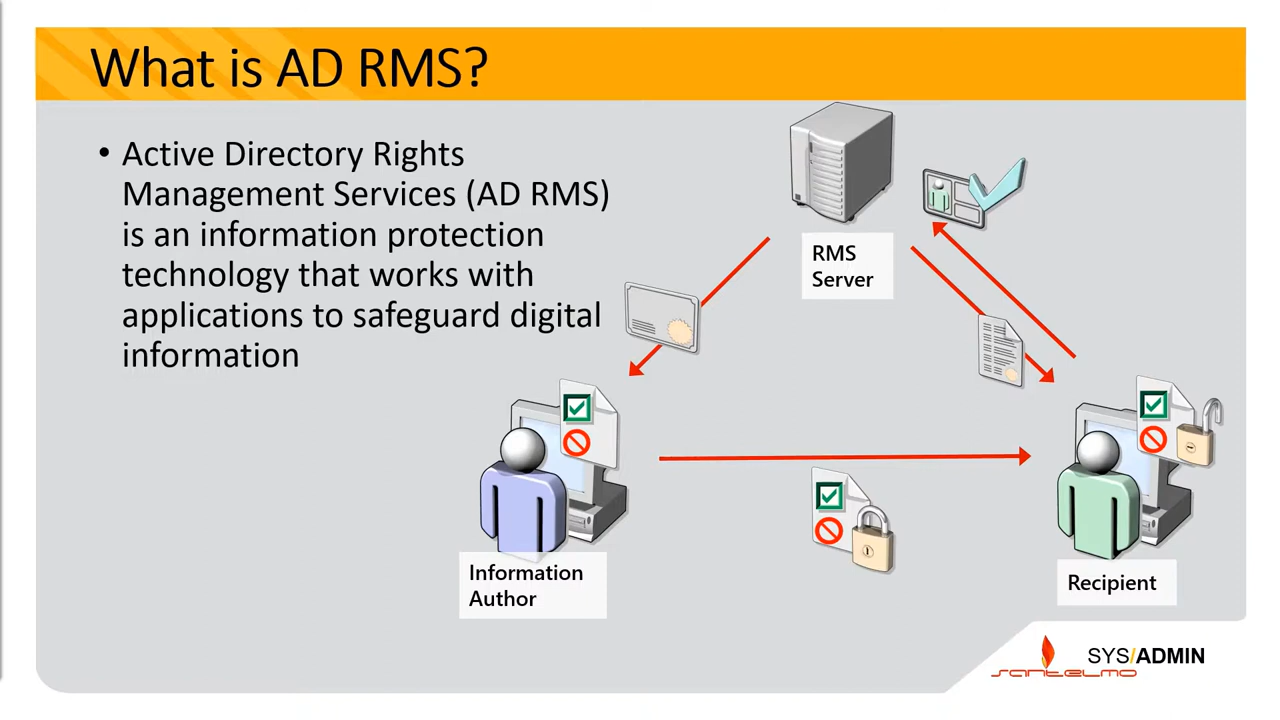 What is AD RMS?
• Active Directory Rights
Management Services (AD RMS)
is an information protection
technology that works with
applications to safeguard digital
information
RMS
Server
Information
Author
Recipient
SYS/ADMIN
santelmo